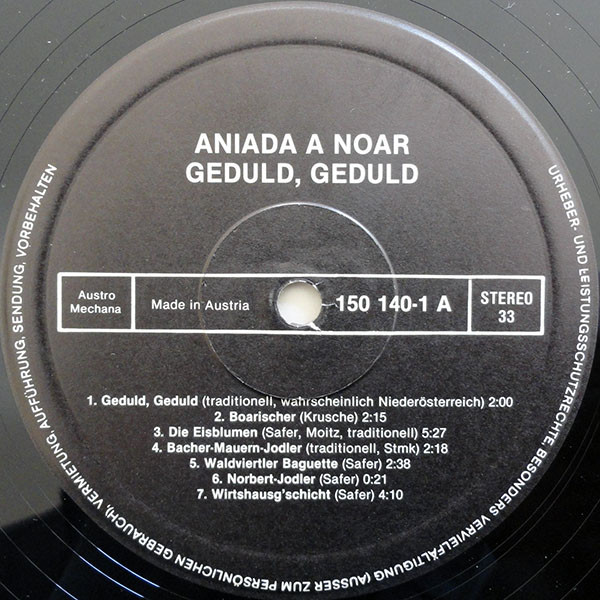 ANIADA A NOAR
GEDULD, GEDULD
Austro
Mechana
Made in Austria
150 140-1 A
STEREO
33
1. Geduld, Geduld (traditionell, wahrscheinlich Niederösterreich) 2:00
2. Boarischer (Krusche) 2:15
3. Die Eisblumen (Safer, Moitz, traditionell) 5:27
4. Bacher-Mauern-Jodler (traditionell, Stmk) 2:18
5. Waldviertler Baguette (Safer) 2:38
6. Norbert-Jodler (Safer) 0:21
7. Wirtshausg'schicht (Safer) 4:10
URHEBER- UND LEISTUNGSSCHUTZRECHTE, BESONDERS VERVIELFÄLTIGUNG (AUSSER ZUM PERSÖNLICHEN GEBRAUCH), VERMIETUNG, AUFFÜHRUNG, SENDUNG, VORBEHALTEN